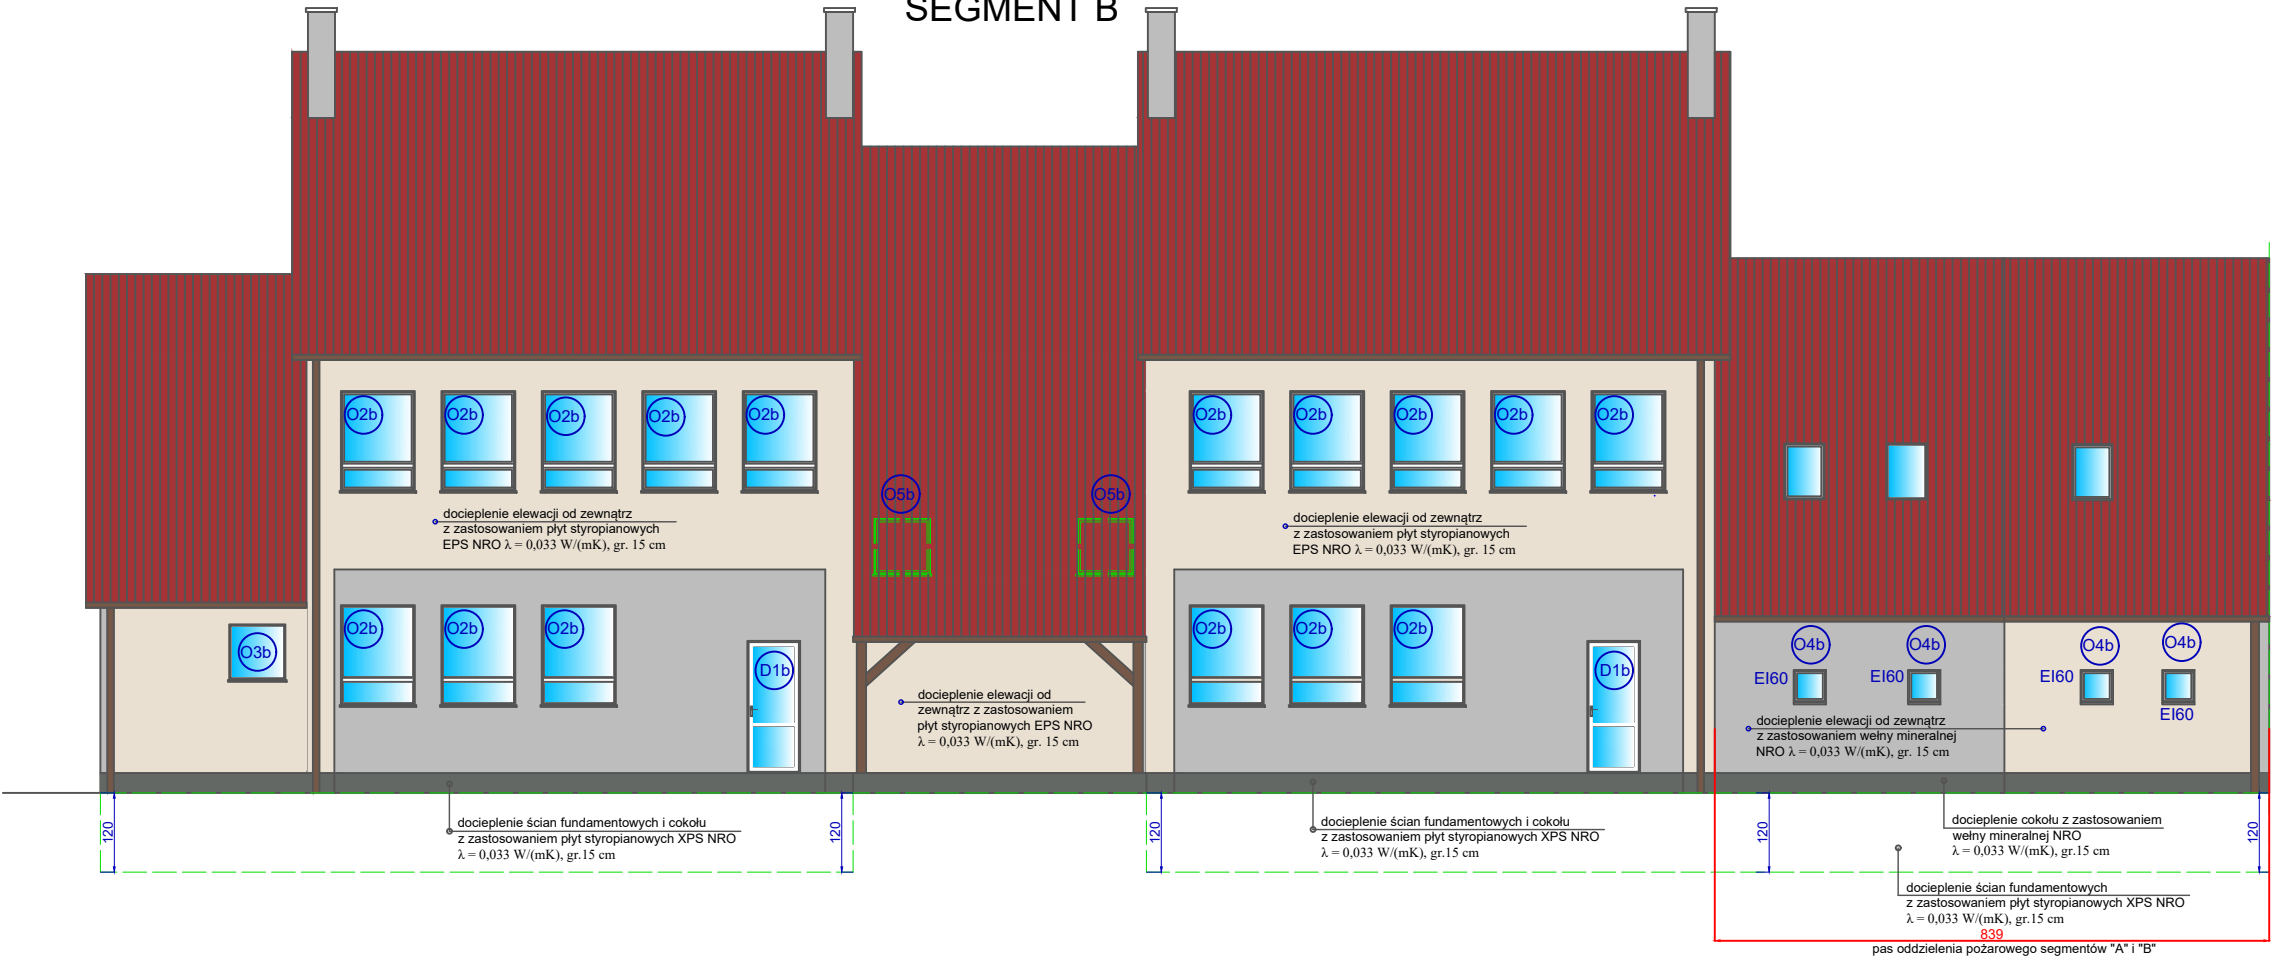 SEGMENT B
O2b
O2b
O2b
O2b
O2b
O2b
O2b
O2b
O2b
O2b
O5b
O5b
docieplenie elewacji od zewnątrz
z zastosowaniem płyt styropianowych
EPS NRO λ = 0,033 W/(mK), gr. 15 cm
docieplenie elewacji od zewnątrz
z zastosowaniem płyt styropianowych
EPS NRO λ = 0,033 W/(mK), gr. 15 cm
O3b
O2b
O2b
O2b
D1b
O2b
O2b
O2b
D1b
O4b
O4b
O4b
O4b
EI60
EI60
EI60
EI60
docieplenie elewacji od
zewnątrz z zastosowaniem
płyt styropianowych EPS NRO
λ = 0,033 W/(mK), gr. 15 cm
docieplenie elewacji od zewnątrz
z zastosowaniem wełny mineralnej
NRO λ = 0,033 W/(mK), gr. 15 cm
120
docieplenie ścian fundamentowych i cokołu
z zastosowaniem płyt styropianowych XPS NRO
λ = 0,033 W/(mK), gr.15 cm
120
120
docieplenie ścian fundamentowych i cokołu
z zastosowaniem płyt styropianowych XPS NRO
λ = 0,033 W/(mK), gr.15 cm
120
docieplenie cokołu z zastosowaniem
wełny mineralnej NRO
λ = 0,033 W/(mK), gr.15 cm
120
docieplenie ścian fundamentowych
z zastosowaniem płyt styropianowych XPS NRO
λ = 0,033 W/(mK), gr.15 cm
839
pas oddzielenia pożarowego segmentów "A" i "B"